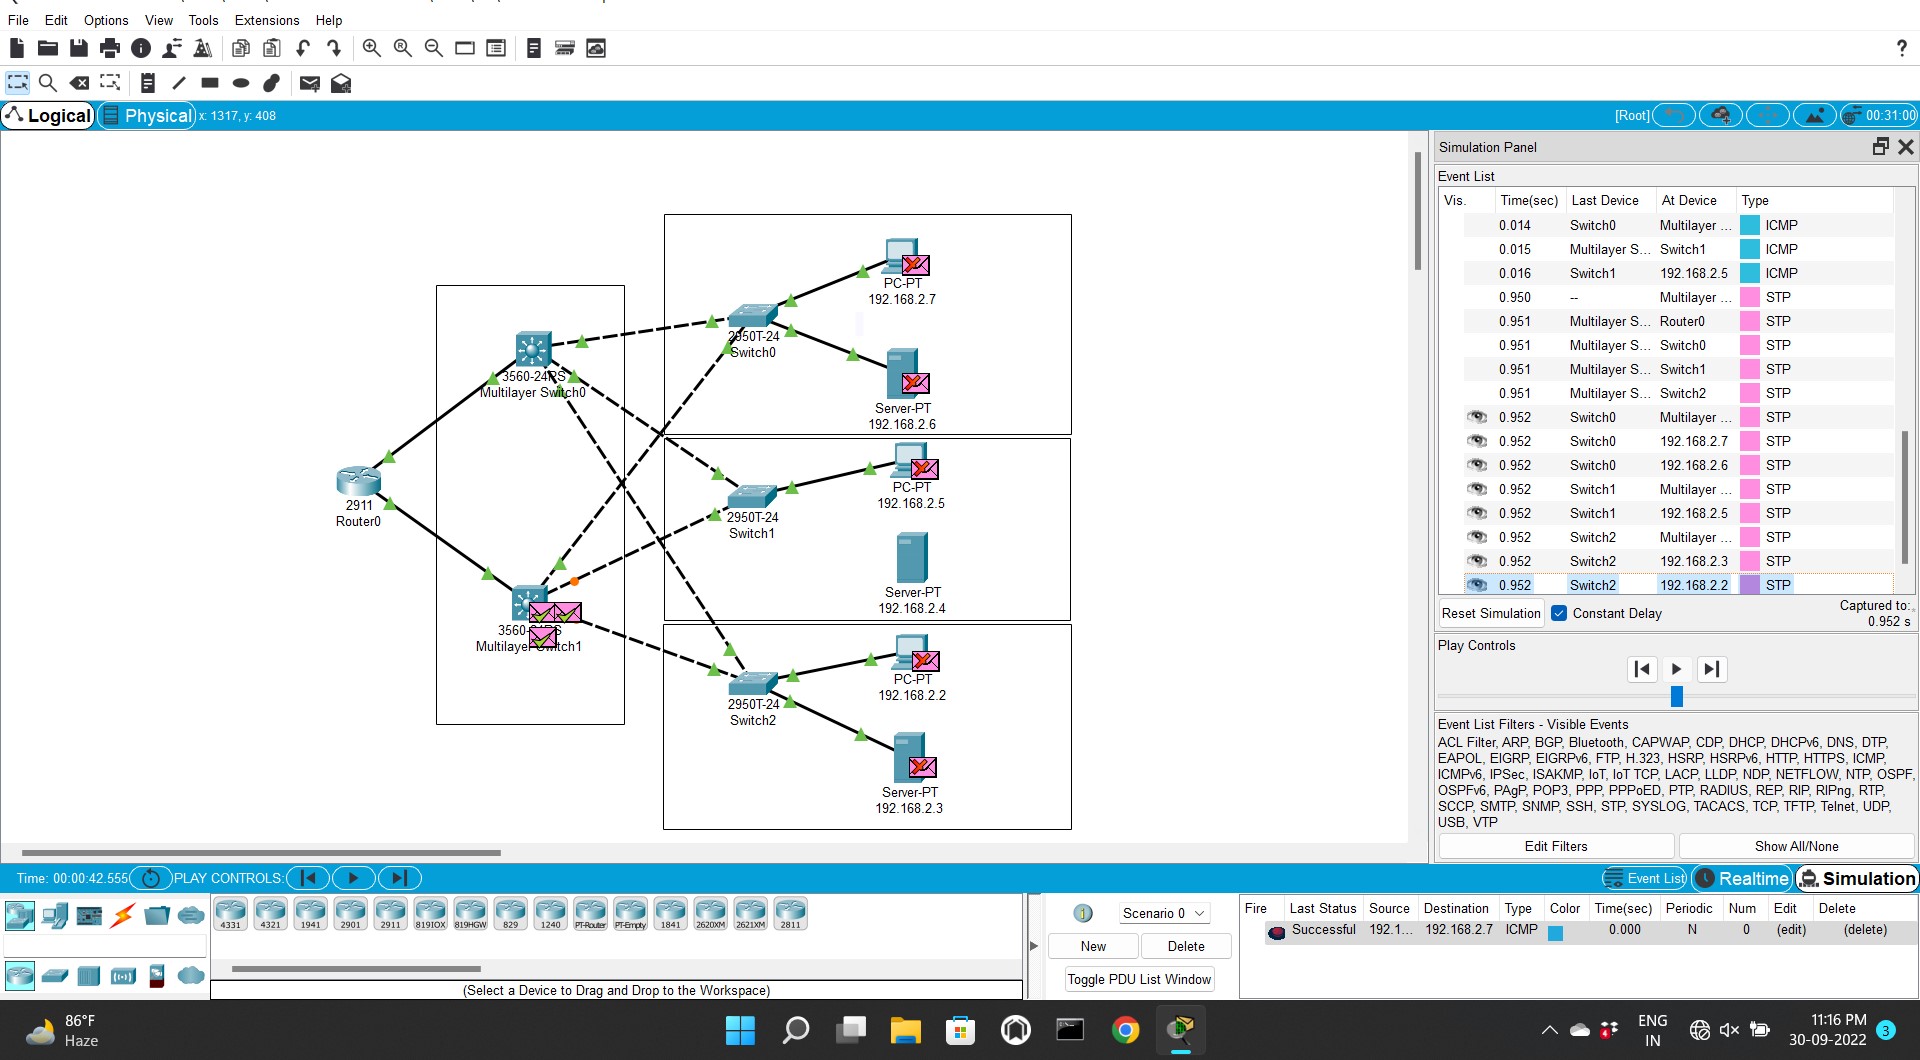 File Edit Options View Tools Extensions Help
?
Logical Physical x: 1317, y: 408 [Root] 00:31:00
Simulation Panel
Event List
Vis. Time(sec) Last Device At Device Type
0.014 Switch0 Multilayer ... ICMP
0.015 Multilayer S... Switch1 ICMP
0.016 Switch1 192.168.2.5 ICMP
0.950 -- Multilayer ... STP
0.951 Multilayer S... Router0 STP
0.951 Multilayer S... Switch0 STP
0.951 Multilayer S... Switch1 STP
0.951 Multilayer S... Switch2 STP
0.952 Switch0 Multilayer ... STP
0.952 Switch0 192.168.2.7 STP
0.952 Switch0 192.168.2.6 STP
0.952 Switch1 Multilayer ... STP
0.952 Switch1 192.168.2.5 STP
0.952 Switch2 Multilayer ... STP
0.952 Switch2 192.168.2.3 STP
0.952 Switch2 192.168.2.2 STP
Reset Simulation Constant Delay Captured to:
0.952 s
Play Controls
Event List Filters - Visible Events
ACL Filter, ARP, BGP, Bluetooth, CAPWAP, CDP, DHCP, DHCPv6, DNS, DTP,
EAPOL, EIGRP, EIGRPv6, FTP, H.323, HSRP, HSRPv6, HTTP, HTTPS, ICMP,
ICMPv6, IPSec, ISAKMP, IoT, IoT TCP, LACP, LLDP, NDP, NETFLOW, NTP, OSPF,
OSPFv6, PAgP, POP3, PPP, PPPoED, PTP, RADIUS, REP, RIP, RIPng, RTP,
SCCP, SMTP, SNMP, SSH, STP, SYSLOG, TACACS, TCP, TFTP, Telnet, UDP,
USB, VTP
Edit Filters Show All/None
PC-PT
192.168.2.7
2950T-24
Switch0
3560-24PS
Multilayer Switch0
Server-PT
192.168.2.6
2911
Router0
PC-PT
192.168.2.5
2950T-24
Switch1
Server-PT
192.168.2.4
3560-24PS
Multilayer Switch1
PC-PT
192.168.2.2
2950T-24
Switch2
Server-PT
192.168.2.3
Time: 00:00:42.555 PLAY CONTROLS: Event List Realtime Simulation
4331 4321 1941 2901 2911 819IOX 819HGW 829 1240 PT-Router PT-Empty 1841 2620XM 2621XM 2811
(Select a Device to Drag and Drop to the Workspace)
Scenario 0
New Delete
Toggle PDU List Window
Fire Last Status Source Destination Type Color Time(sec) Periodic Num Edit Delete
Successful 192.1... 192.168.2.7 ICMP 0.000 N 0 (edit) (delete)
86°F
Haze
4
ENG
IN
11:16 PM
30-09-2022
3